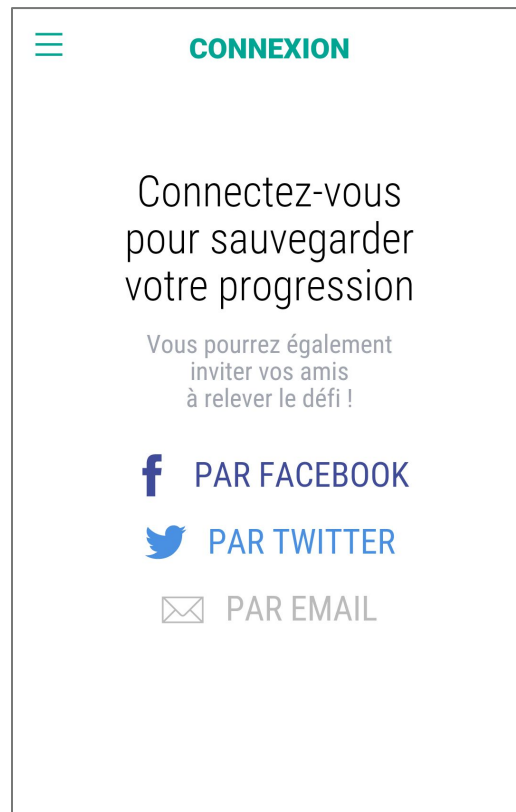 CONNEXION
Connectez-vous
pour sauvegarder
votre progression
Vous pourrez également
inviter vos amis
à relever le défi !
PAR FACEBOOK
PAR TWITTER
PAR EMAIL